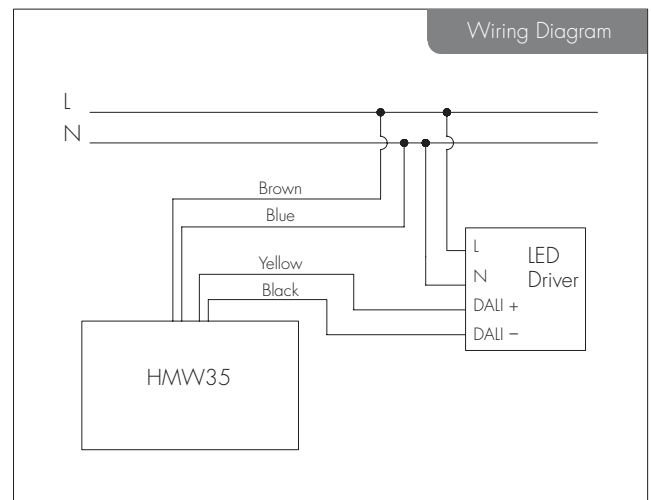 Wiring Diagram
L
N
Brown
Blue
Yellow
Black
L
N
DALI +
DALI −
LED
Driver
HMW35